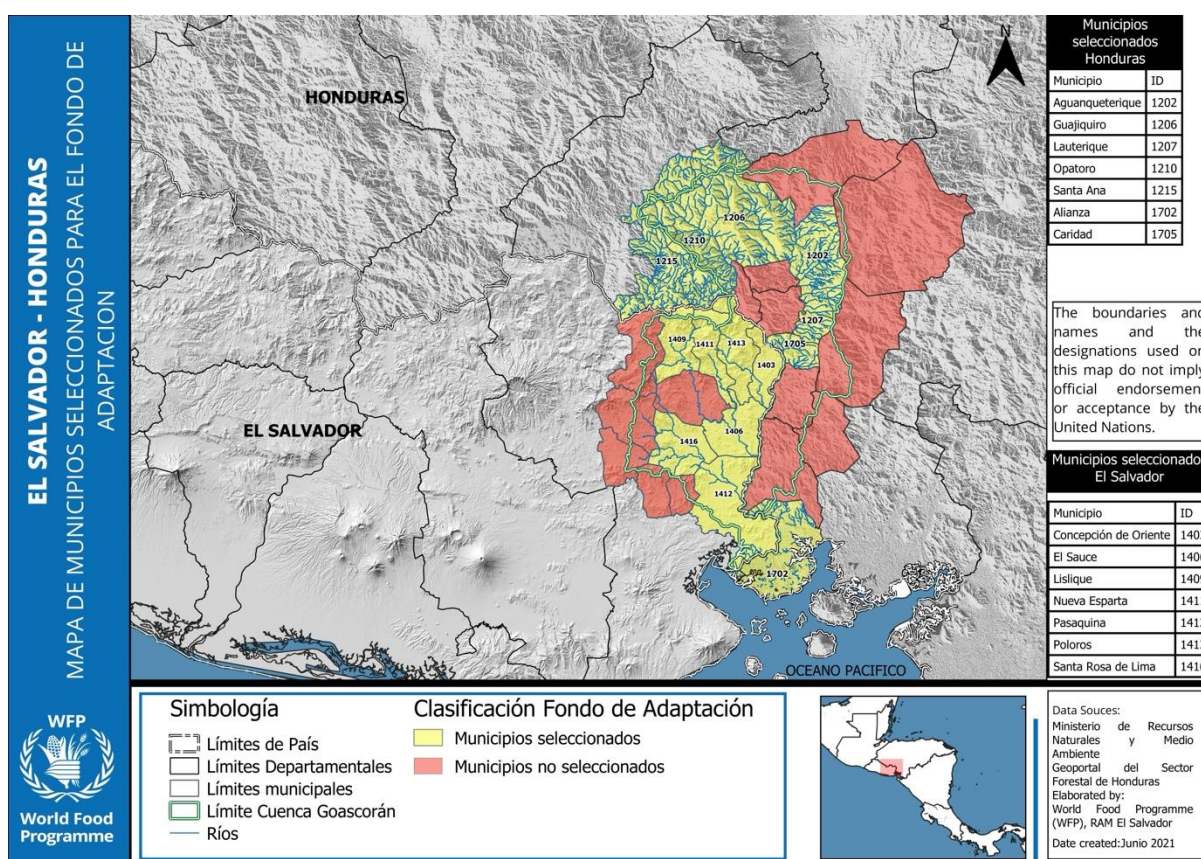 EL SALVADOR - HONDURAS
MAPA DE MUNICIPIOS SELECCIONADOS PARA EL FONDO DE
ADAPTACION
WFP
World Food
Programme
HONDURAS
EL SALVADOR
N
1206
1210
1215
1202
1207
1705
1409
1411
1413
1403
1406
1416
1412
1702
OCEANO PACIFICO
Municipios
seleccionados
Honduras
Municipio ID
Aguanqueterique 1202
Guajiquiro 1206
Lauterique 1207
Opatoro 1210
Santa Ana 1215
Alianza 1702
Caridad 1705
The boundaries and
names and the
designations used on
this map do not imply
official endorsemen
or acceptance by the
United Nations.
Municipios seleccionado
El Salvador
Municipio ID
Concepción de Oriente
El Sauce
Lislique
Nueva Esparta
Pasaquina
Poloros
Santa Rosa de Lima
Simbología
Límites de País
Límites Departamentales
Límites municipales
Límite Cuenca Goascorán
Ríos
Clasificación Fondo de Adaptación
Municipios seleccionados
Municipios no seleccionados
Data Souces:
Ministerio de Recursos
Naturales y Medio
Ambiente
Geoportal del Sector
Forestal de Honduras
Elaborated by:
World Food Programme
(WFP), RAM El Salvador
Date created:Junio 2021